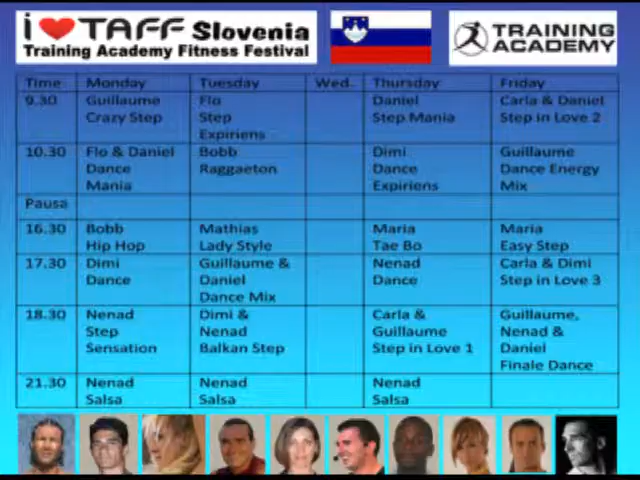 i TAFF Slovenia
Training Academy Fitness Festival
TRAINING
ACADEMY
Time Monday Tuesday Wed. Thursday Friday
9.30 Guillaume Flo Daniel Carla & Daniel
Crazy Step Step Step Mania Step in Love 2
Expiriens
10.30 Flo & Daniel Bobb Dimi Guillaume
Dance Raggaeton Dance Dance Energy
Mania Expiriens Mix
Pausa
16.30 Bobb Mathias Maria Maria
Hip Hop Lady Style Tae Bo Easy Step
17.30 Dimi Guillaume & Nenad Carla & Dimi
Dance Daniel Dance Step in Love 3
Dance Mix
18.30 Nenad Dimi & Carla & Guillaume,
Step Nenad Guillaume Nenad &
Sensation Balkan Step Step in Love 1 Daniel
Finale Dance
21.30 Nenad Nenad Nenad
Salsa Salsa Salsa